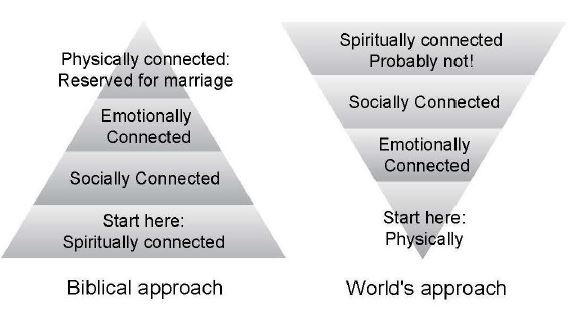 Physically connected:
Reserved for marriage
Emotionally
Connected
Socially Connected
Start here:
Spiritually connected
Biblical approach
Spiritually connected
Probably not!
Socially Connected
Emotionally
Connected
Start here:
Physically
World's approach